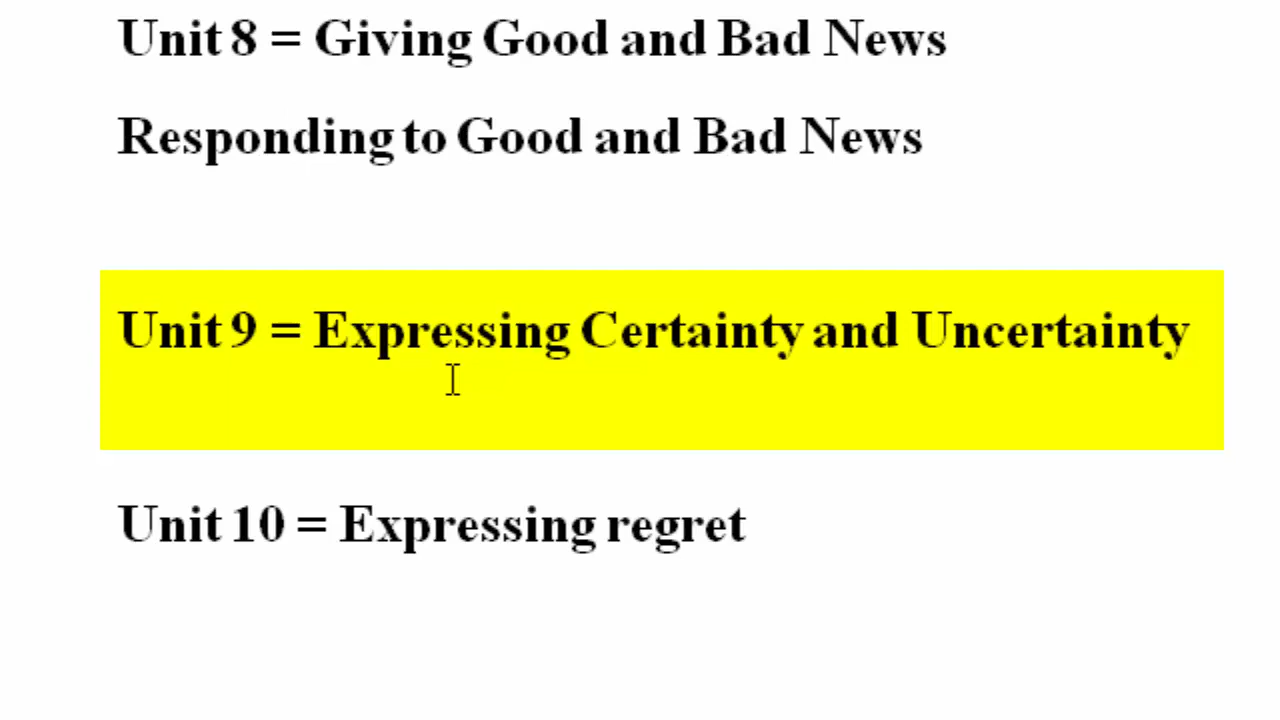 Unit 8 = Giving Good and Bad News
Responding to Good and Bad News
Unit 9 = Expressing Certainty and Uncertainty
Unit 10 = Expressing regret